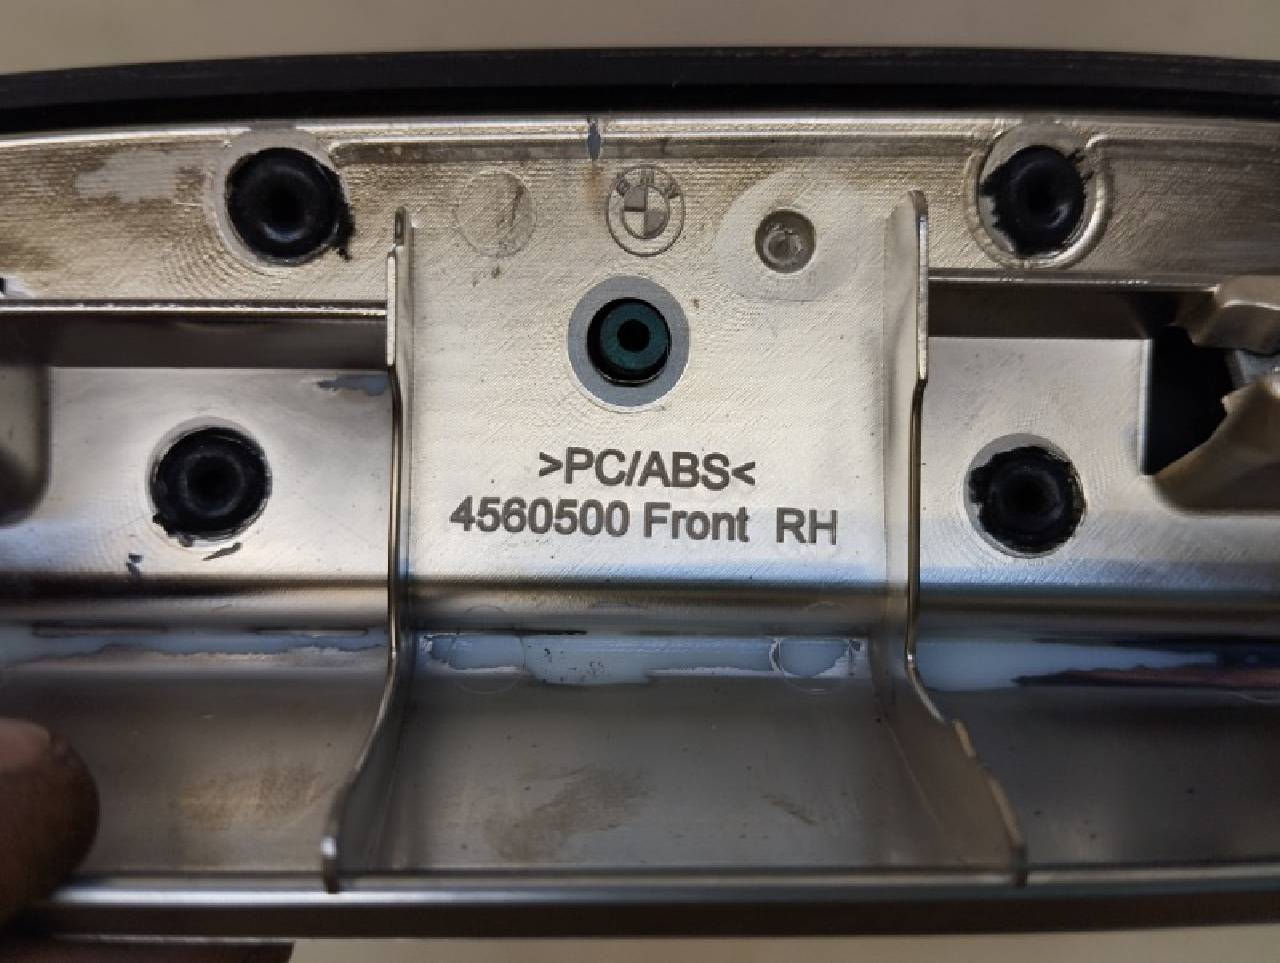 BMW
>PC/ABS<
4560500 Front RH